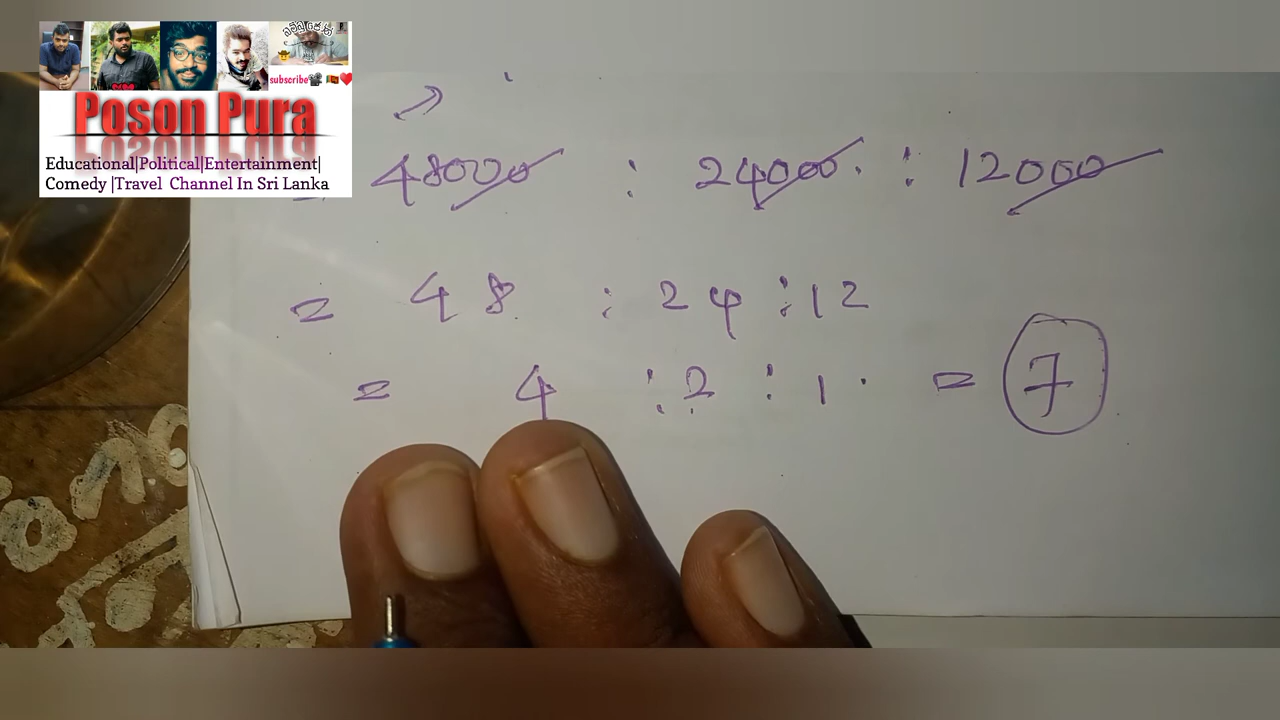 subscribe
Poson Pura
Educational|Political|Entertainment|
Comedy |Travel Channel In Sri Lanka
48000 : 24000 : 12000
= 48 : 24 : 12
= 4 : 2 : 1 = 7